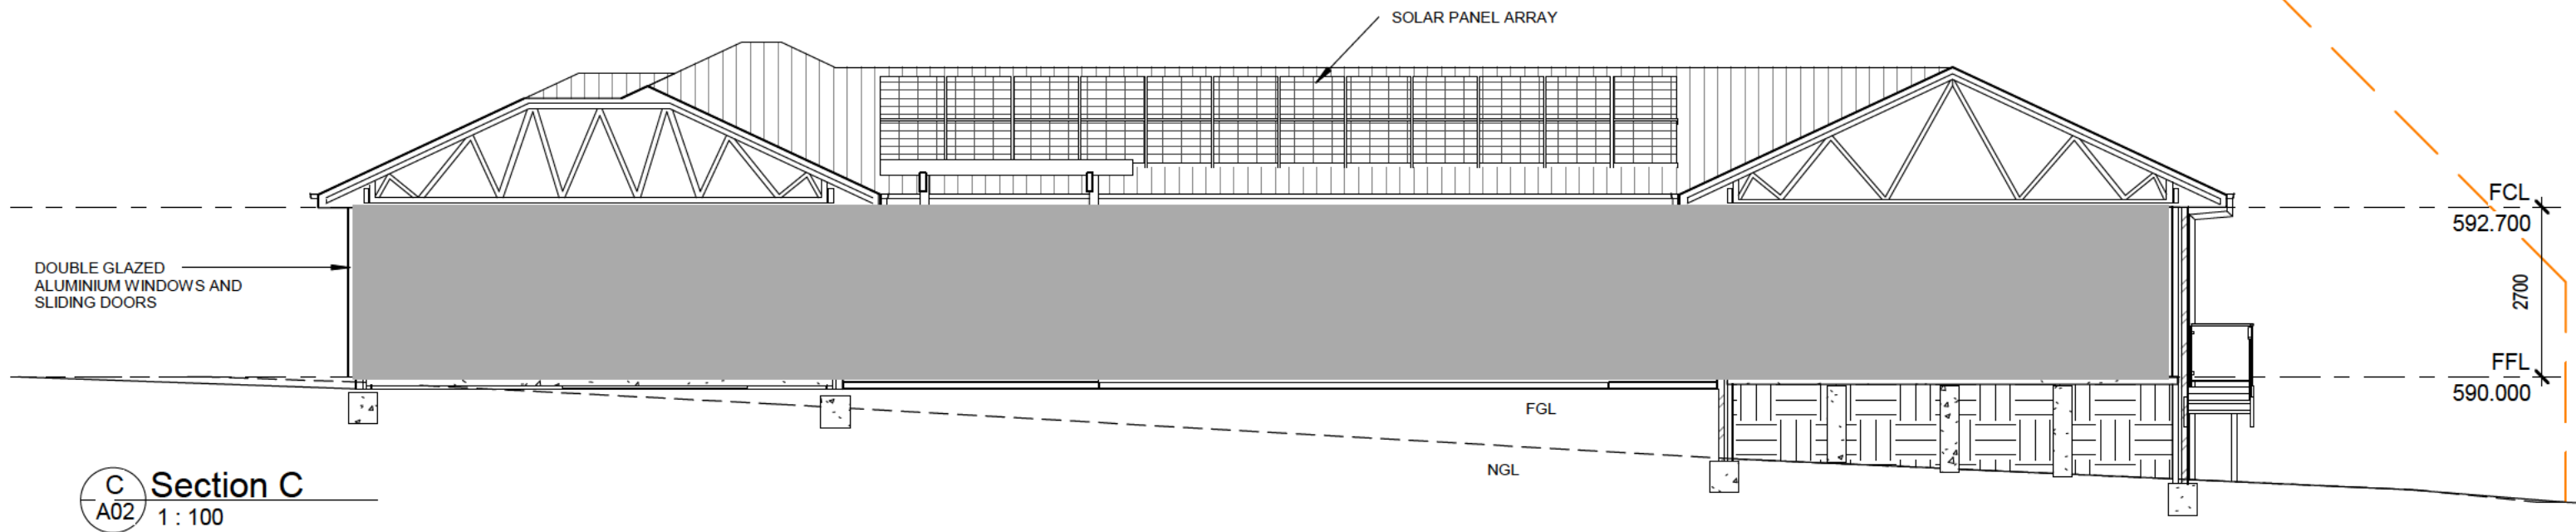 SOLAR PANEL ARRAY
FCL
592.700
DOUBLE GLAZED
ALUMINIUM WINDOWS AND
SLIDING DOORS
2700
FFL
590.000
FGL
NGL
C
A02
Section C
1 : 100